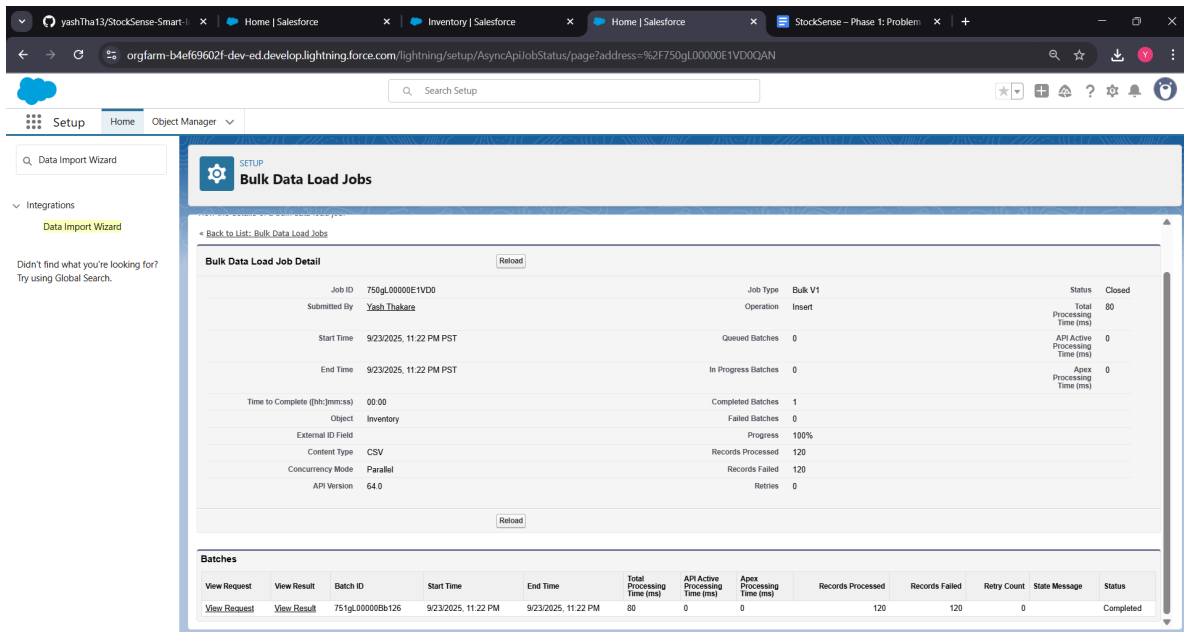 yashTha13/StockSense-Smart-I
Home | Salesforce
Inventory | Salesforce
Home | Salesforce
StockSense – Phase 1: Problem
orgfarm-b4ef69602f-dev-ed.develop.lightning.force.com/lightning/setup/AsyncApiJobStatus/page?address=%2F750gL00000E1VD0QAN
Y
Search Setup
Setup
Home
Object Manager
Data Import Wizard
Integrations
Data Import Wizard
Didn't find what you're looking for?
Try using Global Search.
SETUP
Bulk Data Load Jobs
« Back to List: Bulk Data Load Jobs
Bulk Data Load Job Detail Reload
Job ID 750gL00000E1VD0 Job Type Bulk V1 Status Closed
Submitted By Yash Thakare Operation Insert Total Processing Time (ms) 80
Start Time 9/23/2025, 11:22 PM PST Queued Batches 0 API Active Processing Time (ms) 0
End Time 9/23/2025, 11:22 PM PST In Progress Batches 0 Apex Processing Time (ms) 0
Time to Complete ([hh:]mm:ss) 00:00 Completed Batches 1
Object Inventory Failed Batches 0
External ID Field Progress 100%
Content Type CSV Records Processed 120
Concurrency Mode Parallel Records Failed 120
API Version 64.0 Retries 0
Reload
Batches
View Request View Result Batch ID Start Time End Time Total Processing Time (ms) API Active Processing Time (ms) Apex Processing Time (ms) Records Processed Records Failed Retry Count State Message Status
View Request View Result 751gL00000Bb126 9/23/2025, 11:22 PM 9/23/2025, 11:22 PM 80 0 0 120 120 0 Completed